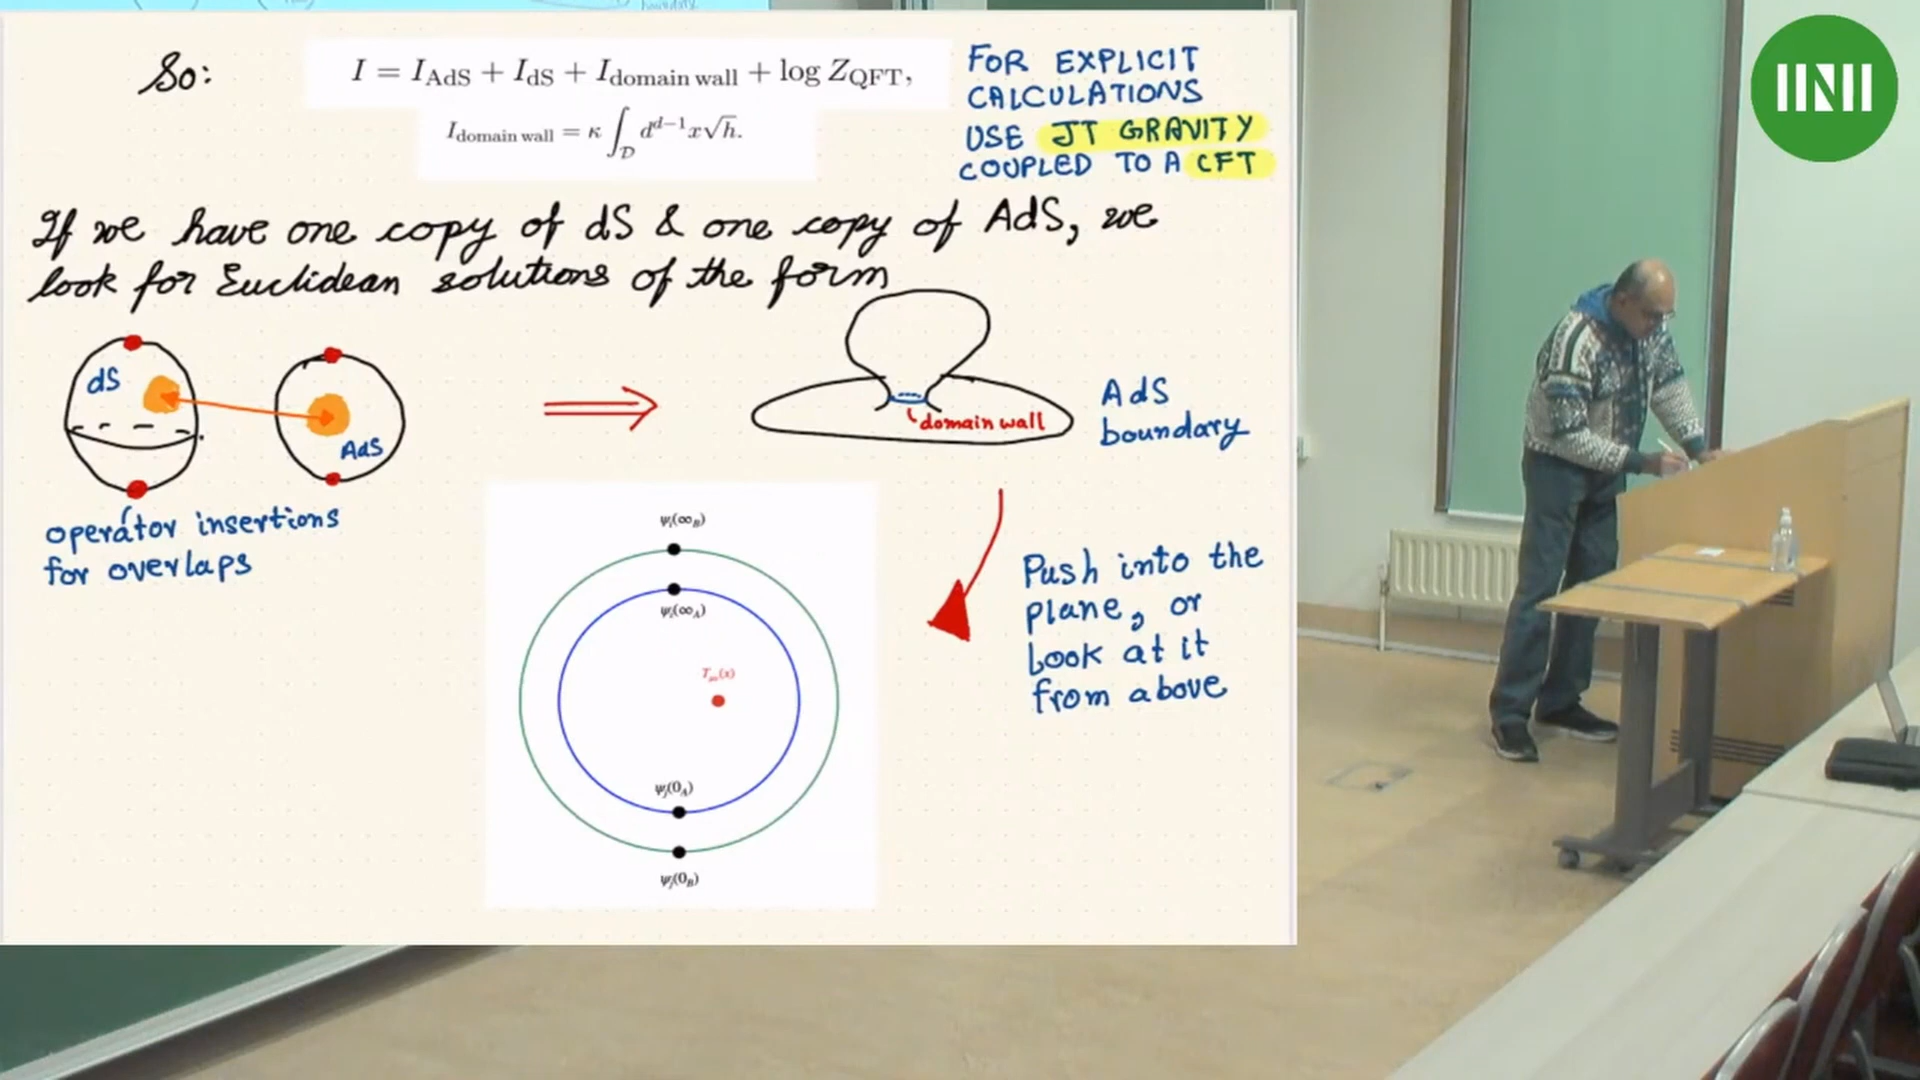 boundary
So:
I = I_AdS + I_dS + I_domain wall + log Z_QFT,
I_domain wall = κ ∫_D d^{d−1}x√h.
FOR EXPLICIT
CALCULATIONS
USE JT GRAVITY
COUPLED TO A CFT
If we have one copy of dS & one copy of AdS, we
look for Euclidean solutions of the form
dS
AdS
operator insertions
for overlaps
domain wall
AdS
boundary
ψ_i(∞_B)
ψ_i(∞_A)
ψ_j(0_A)
ψ_j(0_B)
Push into the
plane, or
look at it
from above